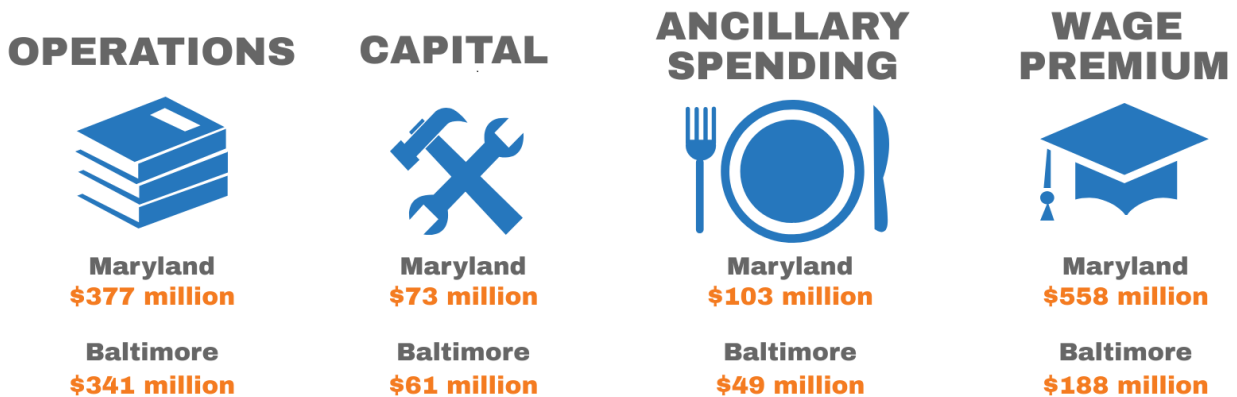 OPERATIONS
Maryland
$377 million
Baltimore
$341 million
CAPITAL
Maryland
$73 million
Baltimore
$61 million
ANCILLARY
SPENDING
Maryland
$103 million
Baltimore
$49 million
WAGE
PREMIUM
Maryland
$558 million
Baltimore
$188 million